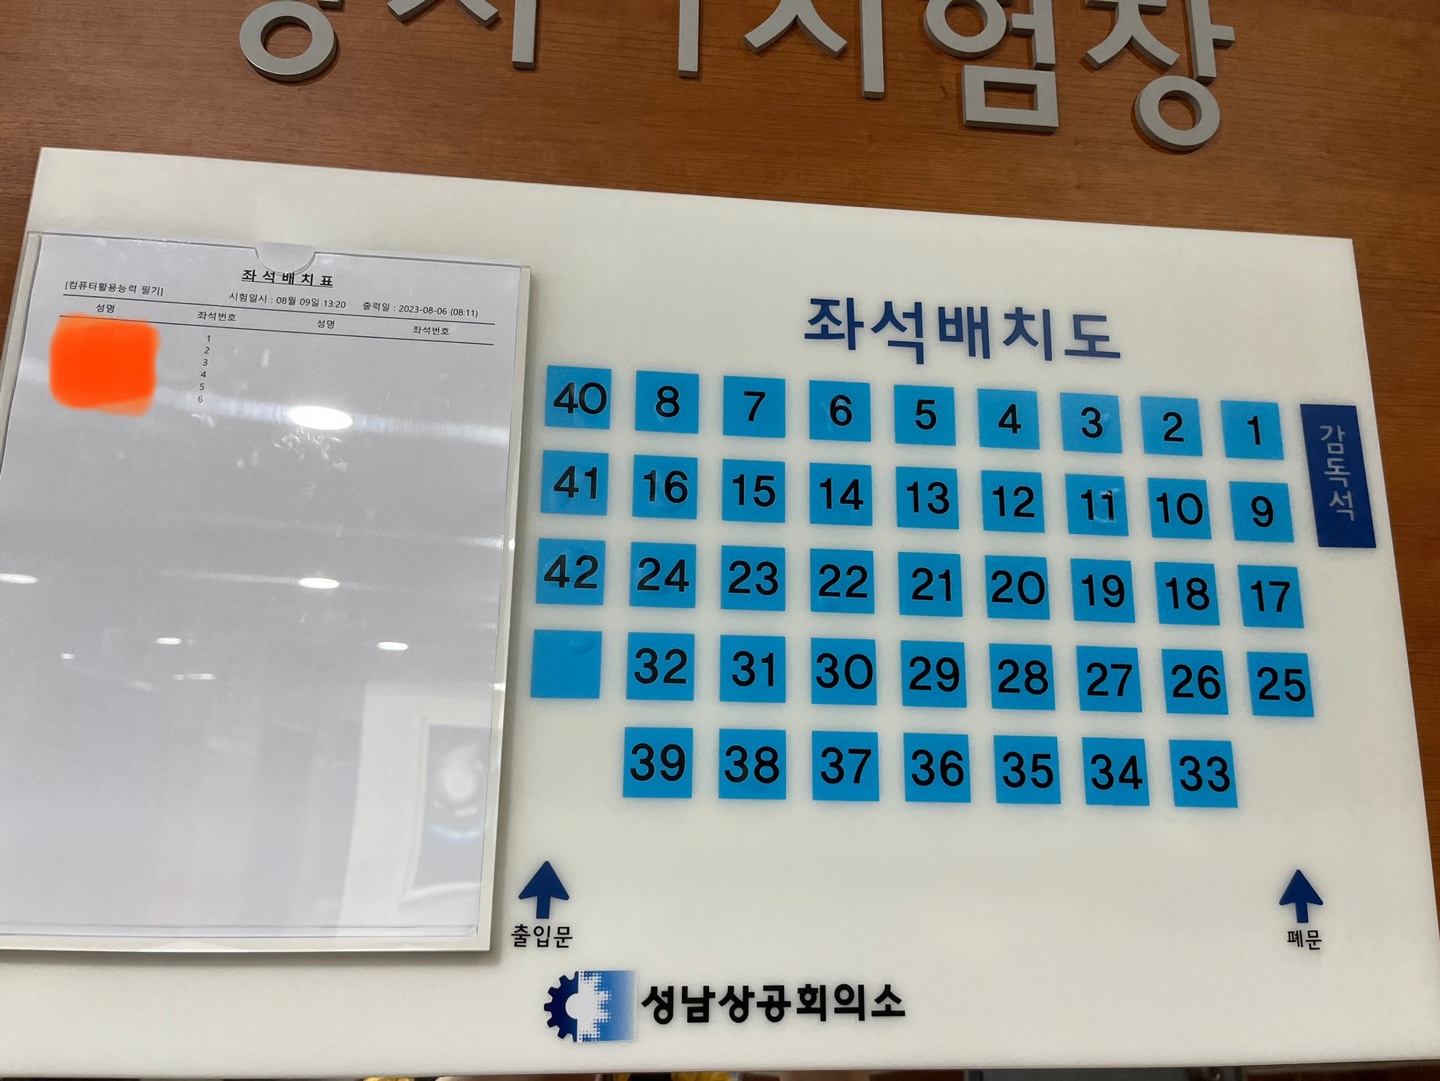 시험장
좌석배치표
[컴퓨터활용능력 필기]
시험일시 : 08월 09일 13:20 출력일 : 2023-08-06 (08:11)
성명 좌석번호 성명 좌석번호
1
2
3
4
5
6
좌석배치도
40 8 7 6 5 4 3 2 1
감독석
41 16 15 14 13 12 11 10 9
42 24 23 22 21 20 19 18 17
32 31 30 29 28 27 26 25
39 38 37 36 35 34 33
출입문 폐문
성남상공회의소